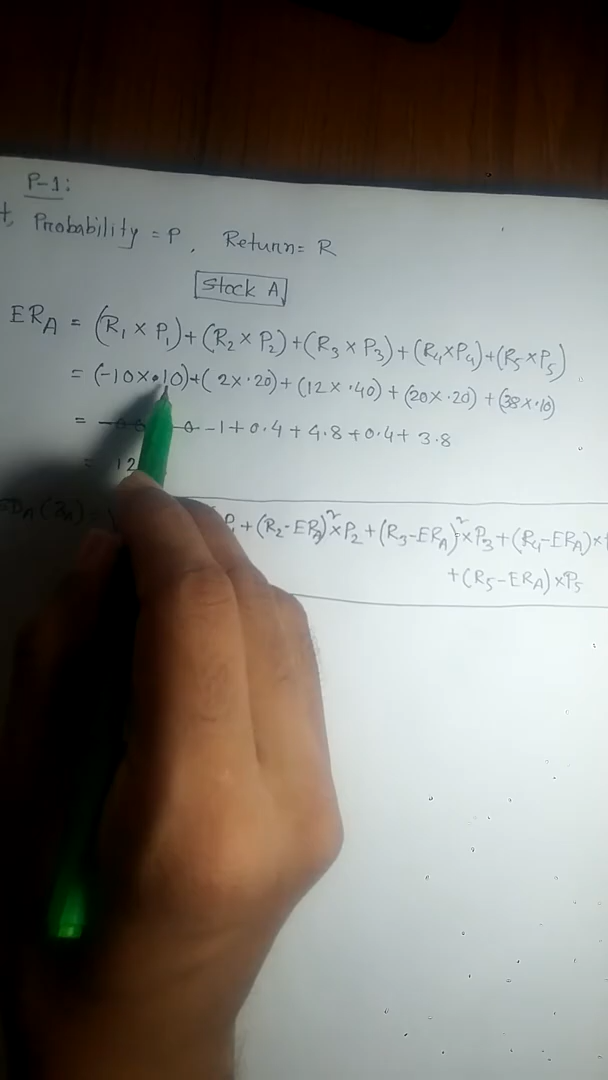 P-1:
Probability = P, Return = R
Stock A
ERA = (R₁ × P₁) + (R₂ × P₂) + (R₃ × P₃) + (R₄ × P₄) + (R₅ × P₅)
= (-10 × .10) + (2 × .20) + (12 × .40) + (20 × .20) + (38 × .10)
= -1 + 0.4 + 4.8 + 0.4 + 3.8
= 12
P₁ + (R₂ - ERA)² × P₂ + (R₃ - ERA)² × P₃ + (R₄ - ERA) ×
+ (R₅ - ERA) × P₅